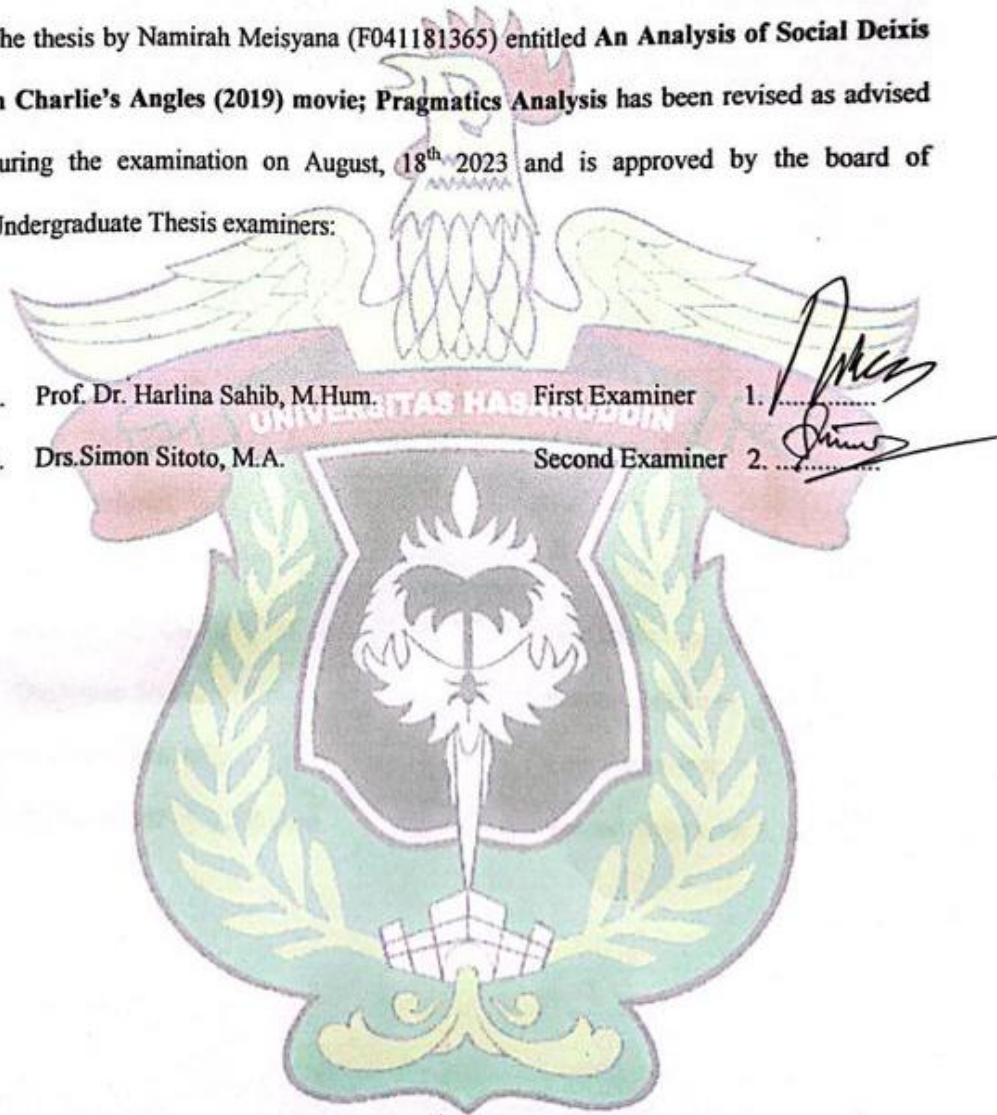 he thesis by Namirah Meisyana (F041181365) entitled An Analysis of Social Deixis
n Charlie's Angles (2019) movie; Pragmatics Analysis has been revised as advised
uring the examination on August, 18th 2023 and is approved by the board of
Undergraduate Thesis examiners:
. Prof. Dr. Harlina Sahib, M.Hum. First Examiner 1. ..............
UNIVERSITAS HASANUDDIN
. Drs.Simon Sitoto, M.A. Second Examiner 2. ..............